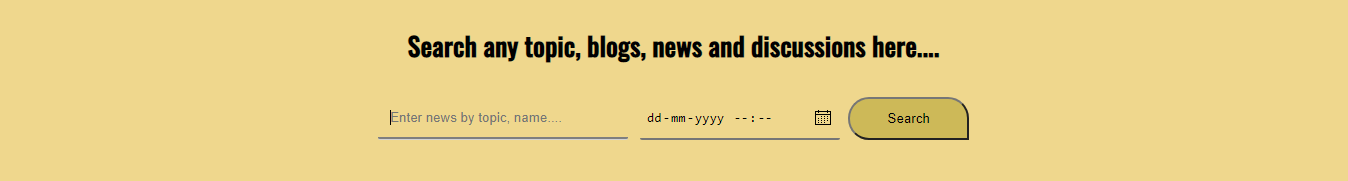 Search any topic, blogs, news and discussions here....
Enter news by topic, name.... dd-mm-yyyy --:-- Search